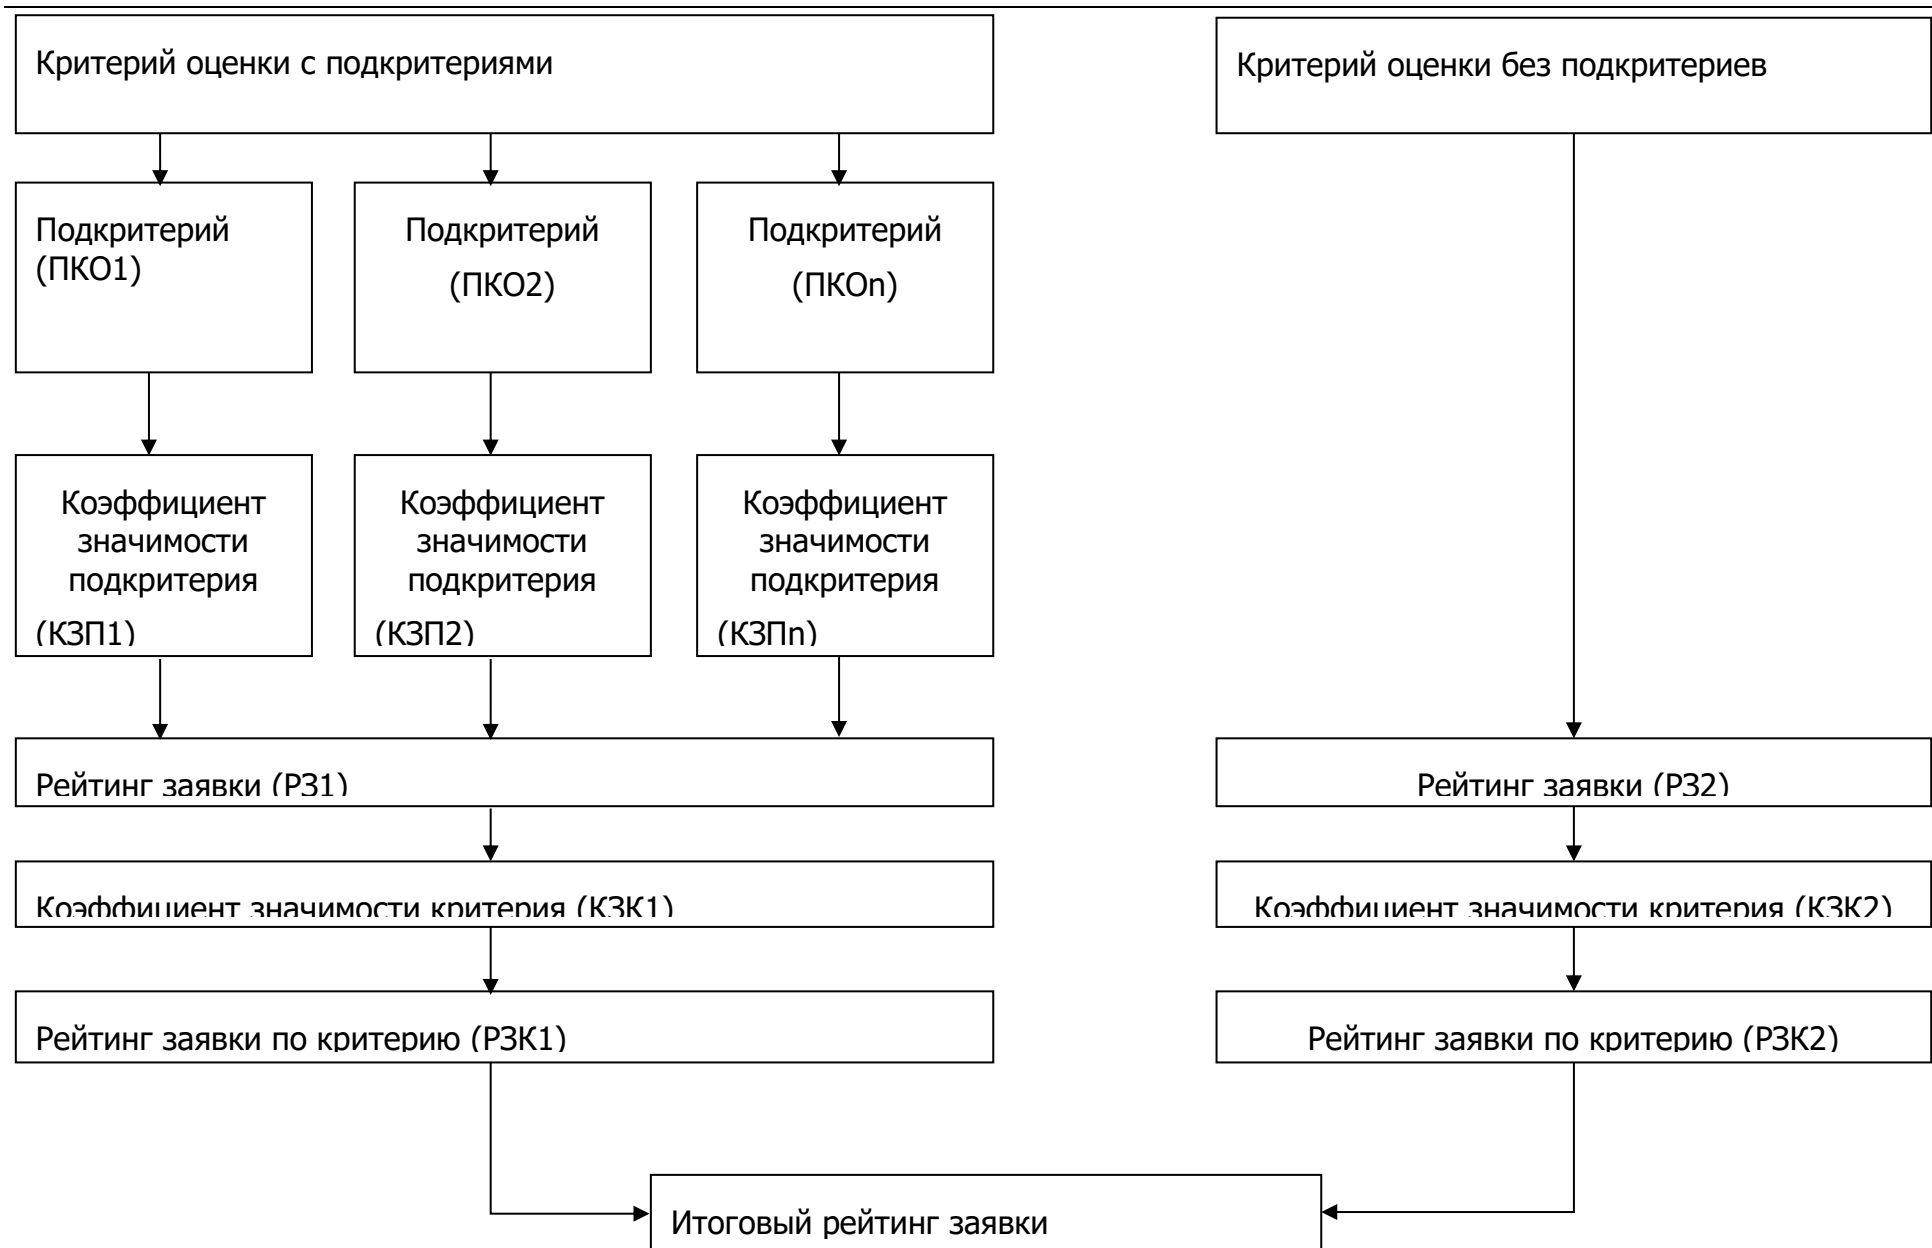 Критерий оценки с подкритериями
Критерий оценки без подкритериев
Подкритерий
(ПКО1)
Подкритерий
(ПКО2)
Подкритерий
(ПКОn)
Коэффициент
значимости
подкритерия
(КЗП1)
Коэффициент
значимости
подкритерия
(КЗП2)
Коэффициент
значимости
подкритерия
(КЗПn)
Рейтинг заявки (РЗ1)
Рейтинг заявки (РЗ2)
Коэффициент значимости критерия (КЗК1)
Коэффициент значимости критерия (КЗК2)
Рейтинг заявки по критерию (РЗК1)
Рейтинг заявки по критерию (РЗК2)
Итоговый рейтинг заявки